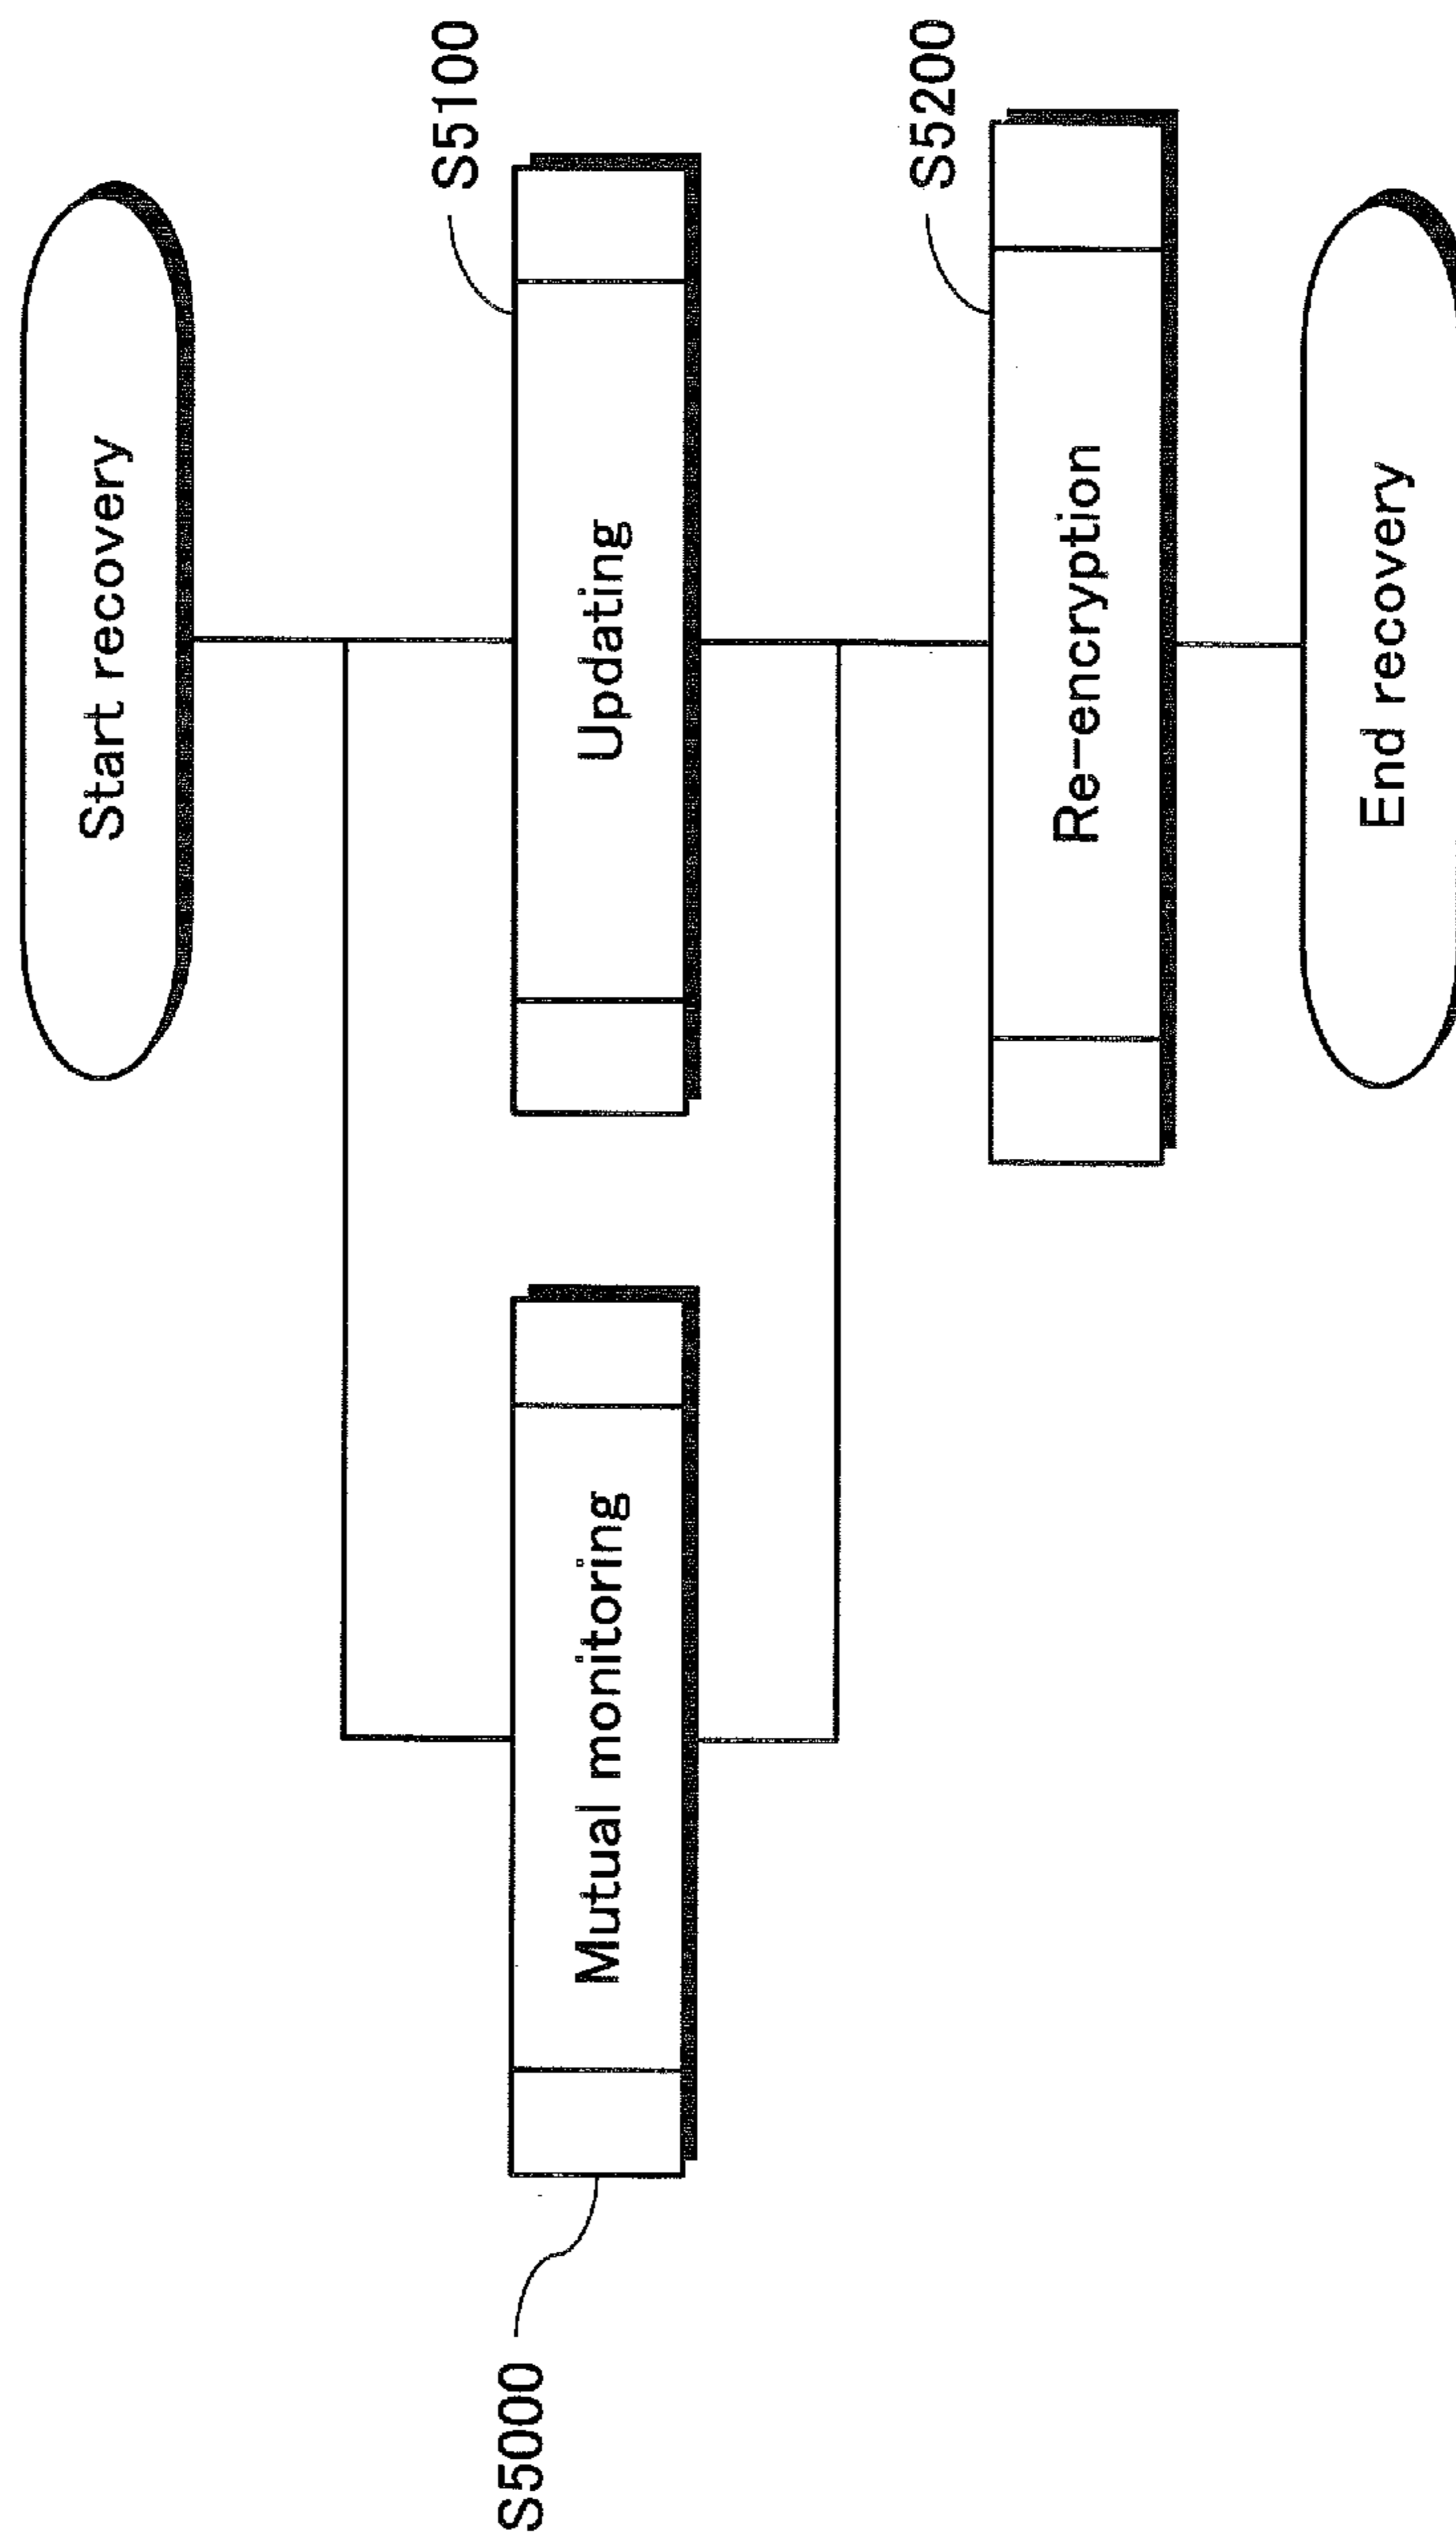 Start recovery
S5100
Updating
S5000
Mutual monitoring
S5200
Re-encryption
End recovery